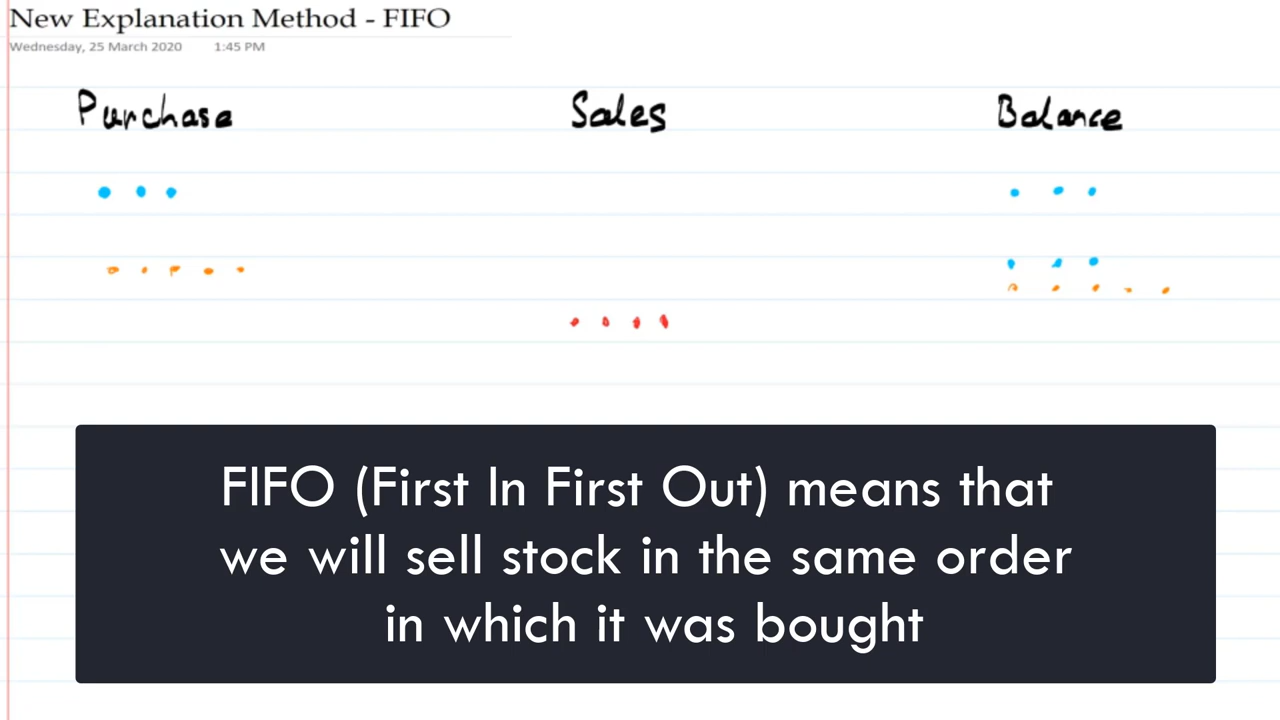 New Explanation Method - FIFO
Wednesday, 25 March 2020 1:45 PM
Purchase Sales Balance
FIFO (First In First Out) means that
we will sell stock in the same order
in which it was bought